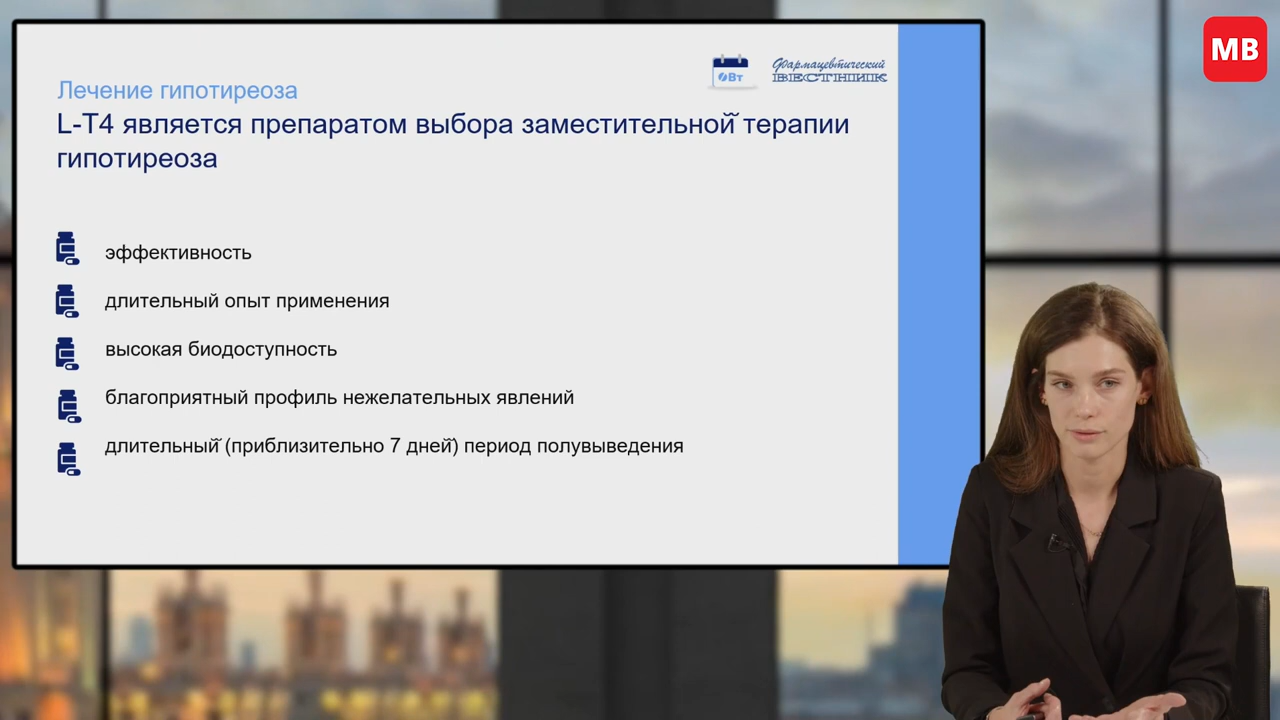 МВ
ФВт
Фармацевтический
ВЕСТНИК
Лечение гипотиреоза
L-T4 является препаратом выбора заместительной терапии
гипотиреоза
эффективность
длительный опыт применения
высокая биодоступность
благоприятный профиль нежелательных явлений
длительный (приблизительно 7 дней) период полувыведения